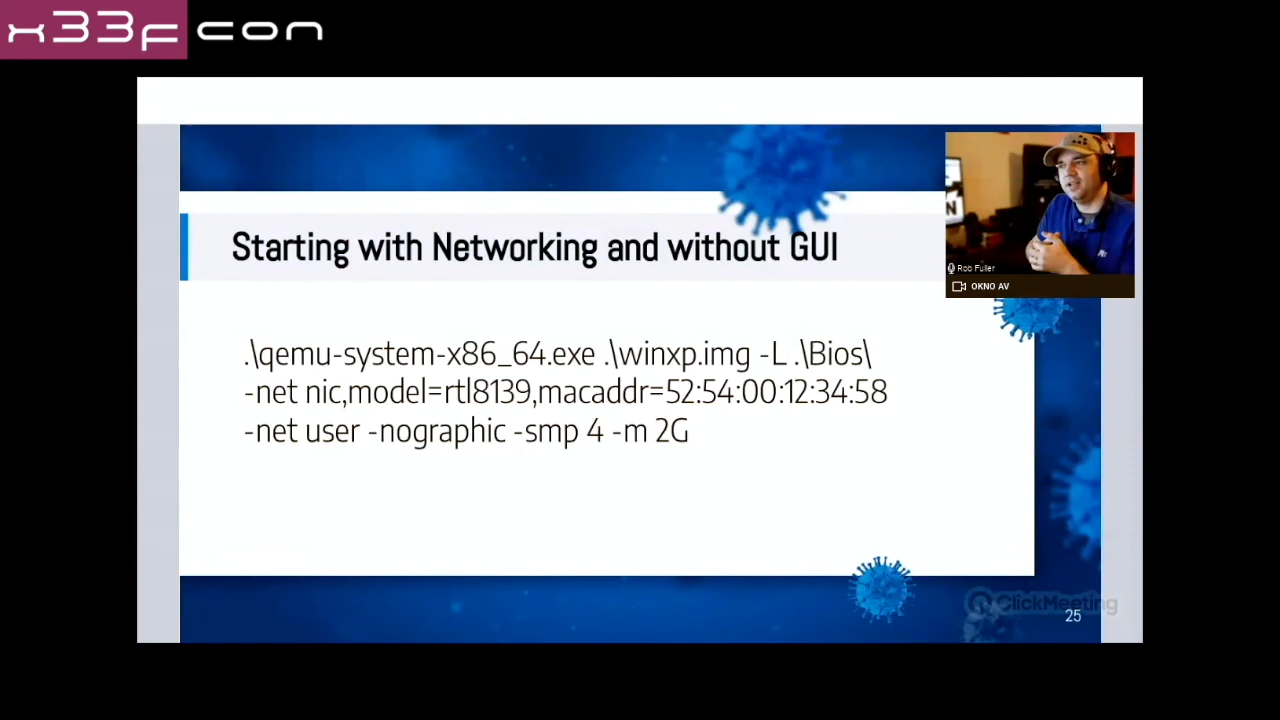 x33fcon
Starting with Networking and without GUI
Rob Fuller
OKNO AV
.\qemu-system-x86_64.exe .\winxp.img -L .\Bios\
-net nic,model=rtl8139,macaddr=52:54:00:12:34:58
-net user -nographic -smp 4 -m 2G
ClickMeeting
25